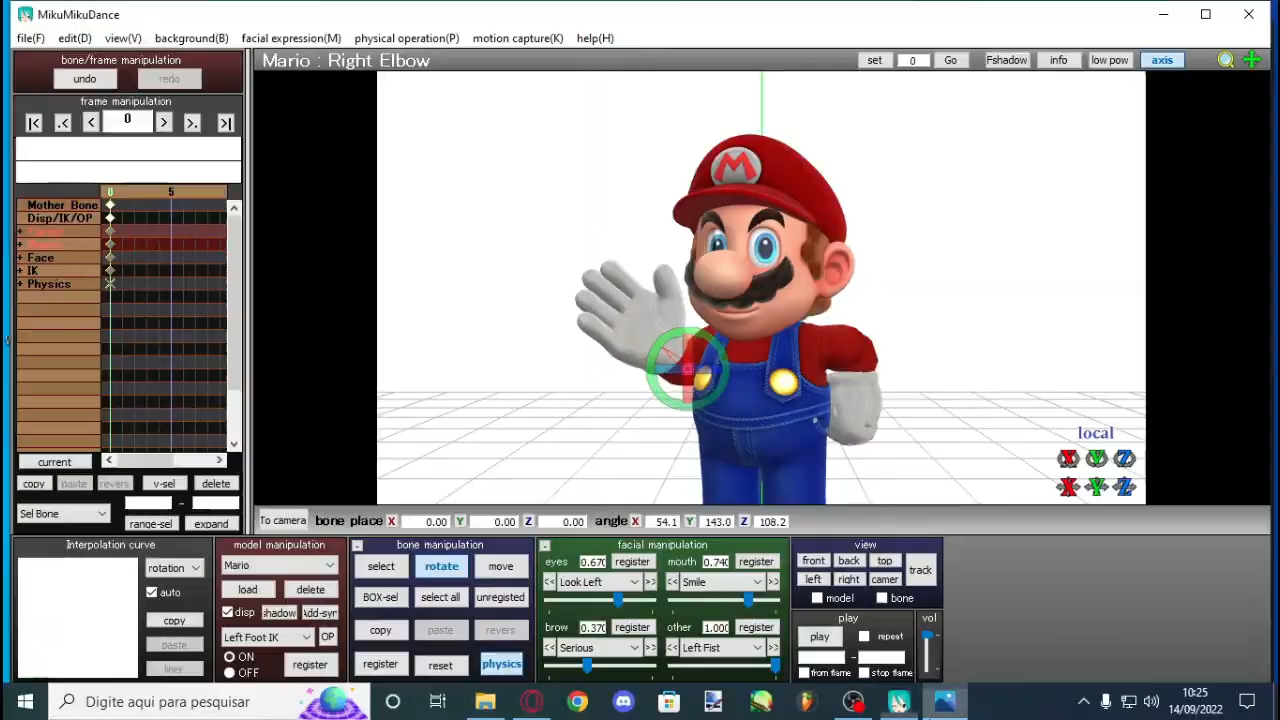 MikuMikuDance
file(F) edit(D) view(V) background(B) facial expression(M) physical operation(P) motion capture(K) help(H)
bone/frame manipulation
undo redo
frame manipulation
|< .< < 0 > >. >|
0 5
Mother Bone
Disp/IK/OP
+ Face
+ IK
+ Physics
current
copy paste revers v-sel delete
Sel Bone -
range-sel expand
Mario : Right Elbow
set 0 Go Fshadow info low pow axis
M
local
X Y Z
X Y Z
To camera bone place X 0.00 Y 0.00 Z 0.00 angle X 54.1 Y 143.0 Z 108.2
Interpolation curve
rotation
auto
copy
paste
liner
model manipulation
Mario
load delete
disp shadow Add-syn
Left Foot IK OP
ON
OFF
register
- bone manipulation
select rotate move
BOX-sel select all unregisted
copy paste revers
register reset physics
- facial manipulation
eyes 0.670 register mouth 0.740 register
<< Look Left >> << Smile >>
brow 0.370 register other 1.000 register
<< Serious >> << Left Fist >>
view
front back top
left right camer
track
model bone
play
play repeat
-
from flame stop flame
vol
Digite aqui para pesquisar
10:25
14/09/2022